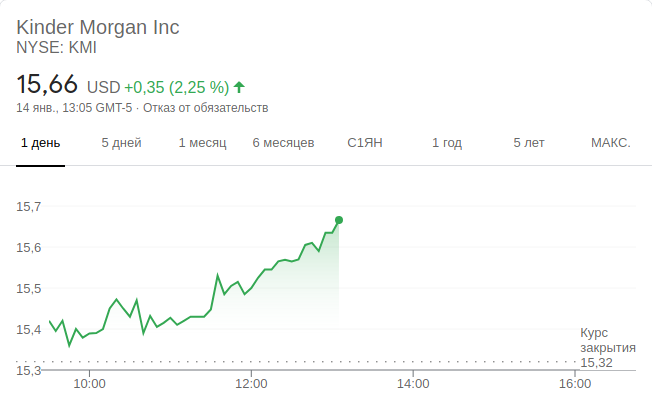 Kinder Morgan Inc
NYSE: KMI
15,66 USD +0,35 (2,25 %)
14 янв., 13:05 GMT-5 · Отказ от обязательств
1 день 5 дней 1 месяц 6 месяцев С1ЯН 1 год 5 лет МАКС.
15,7
15,6
15,5
15,4
Курс
закрытия
15,32
15,3
10:00 12:00 14:00 16:00